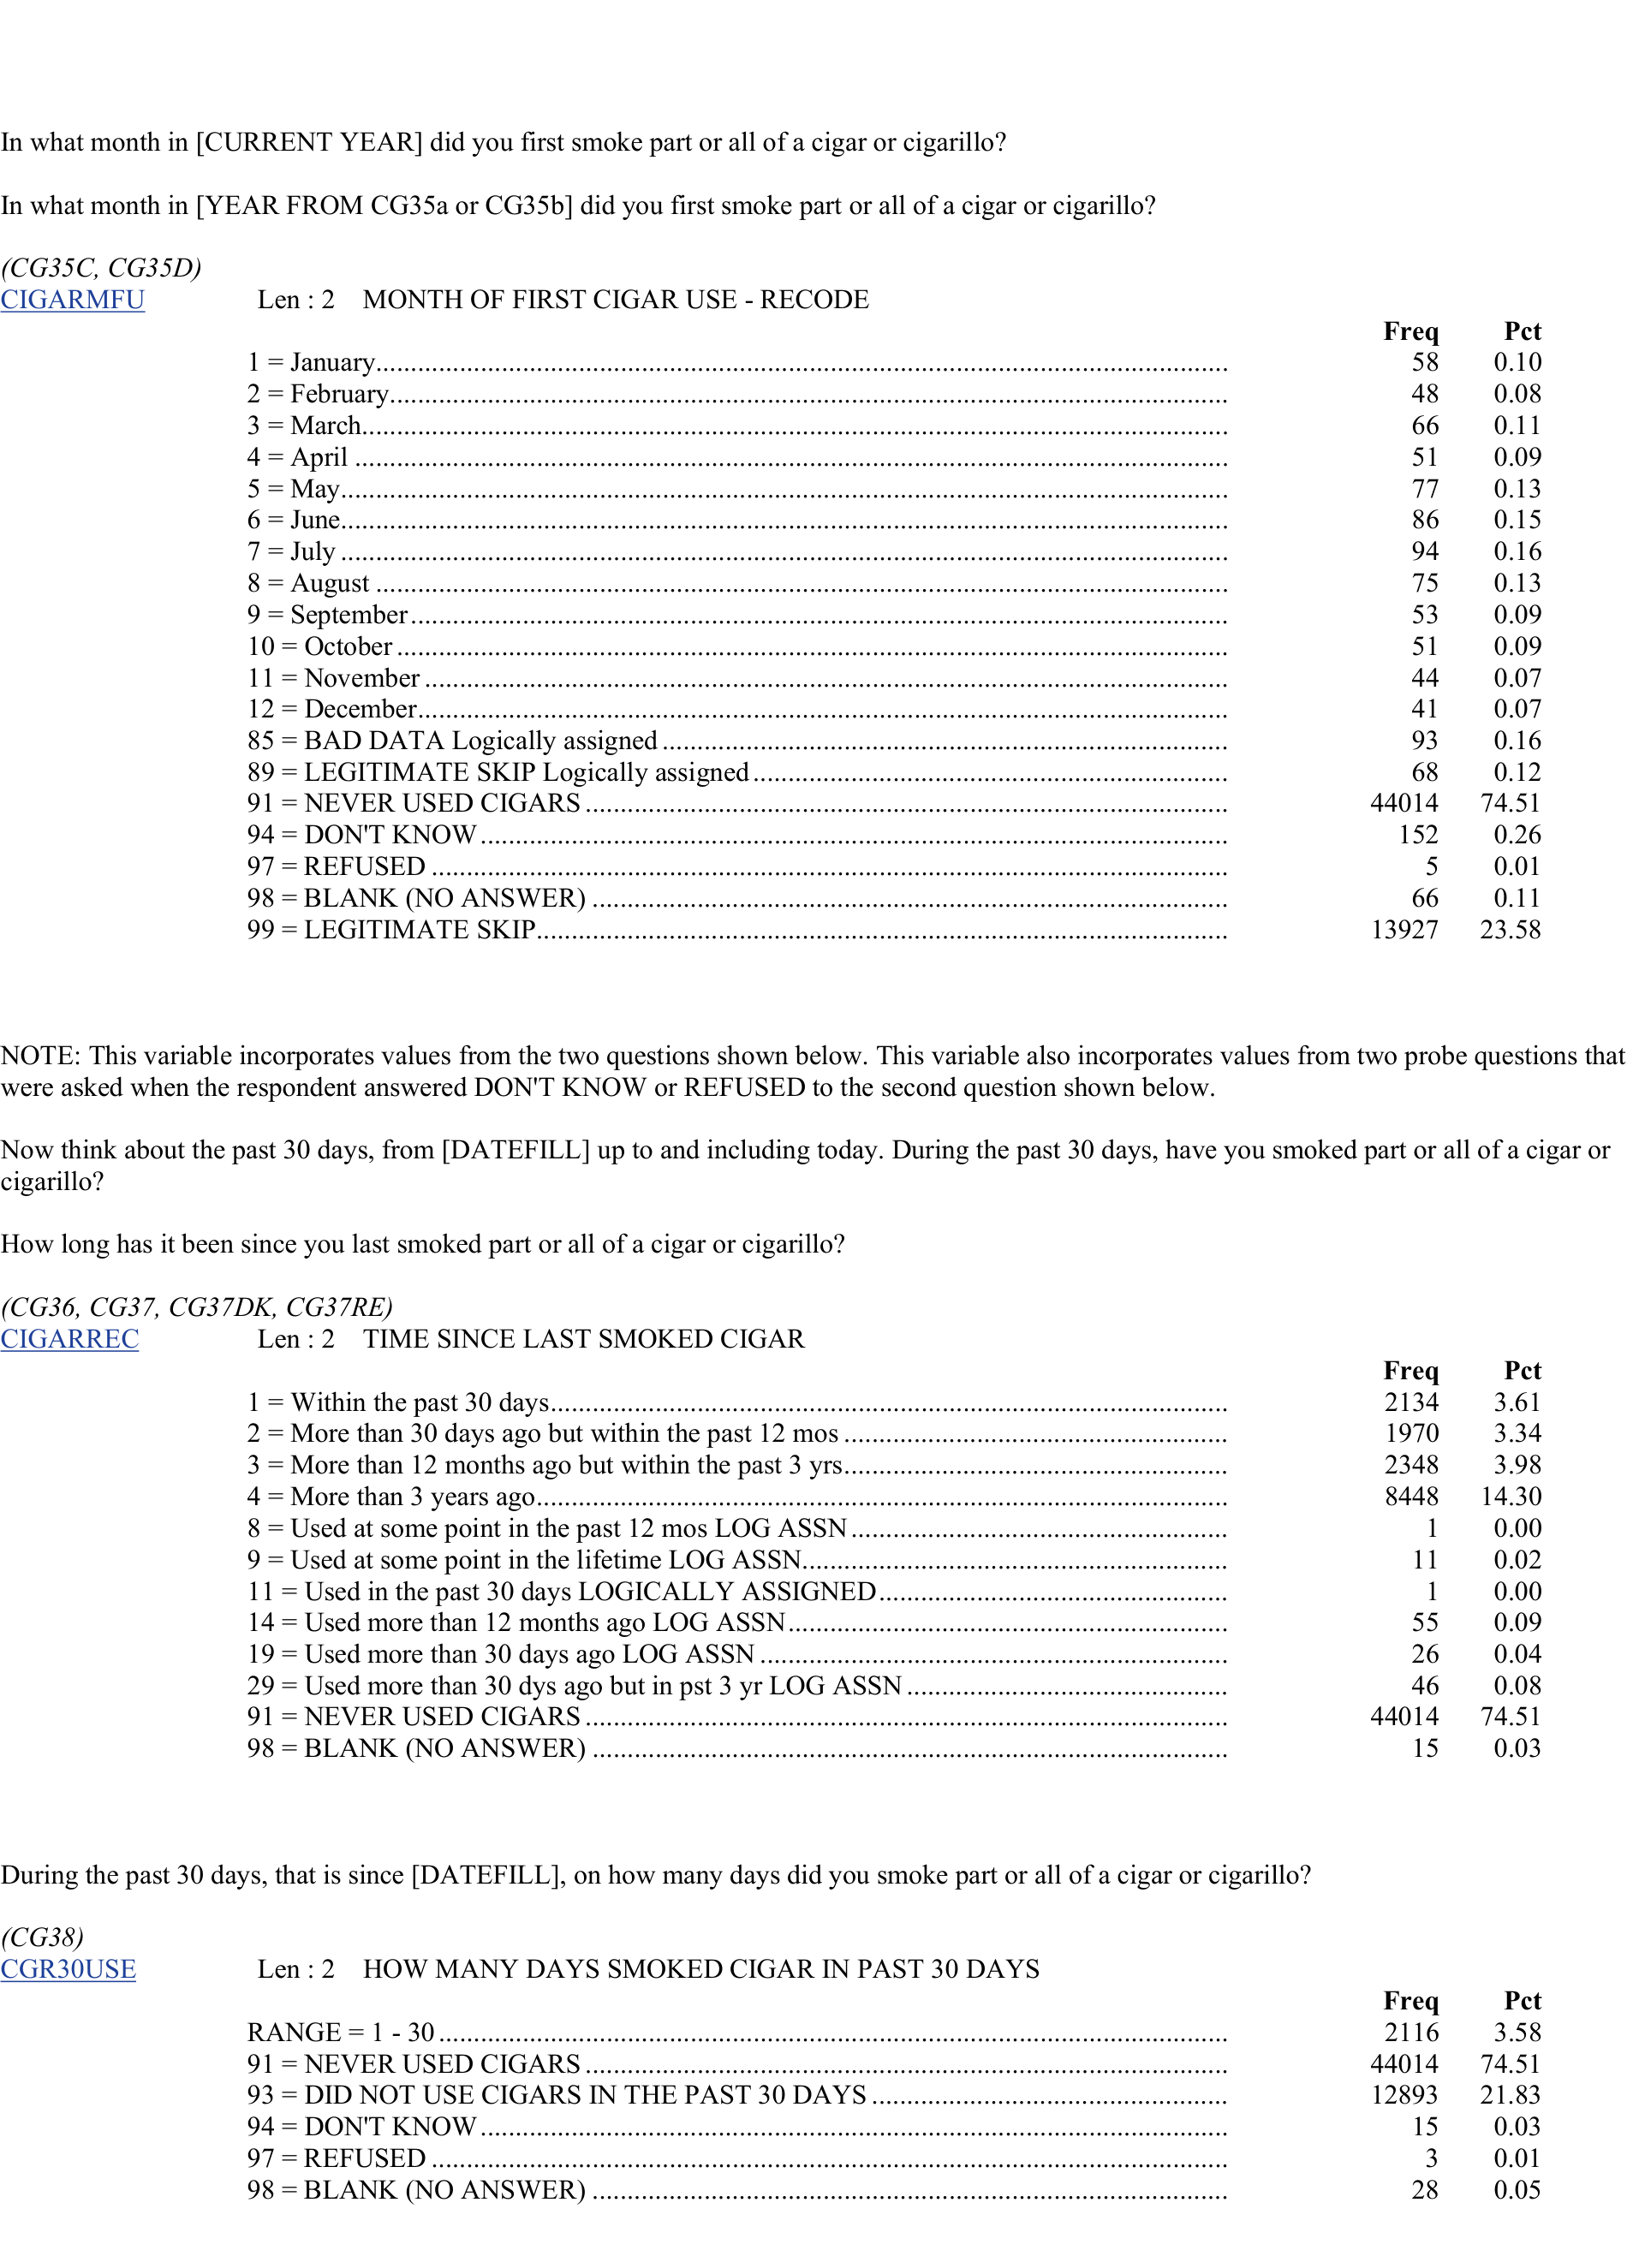 In what month in [CURRENT YEAR] did you first smoke part or all of a cigar or cigarillo?
In what month in [YEAR FROM CG35a or CG35b] did you first smoke part or all of a cigar or cigarillo?
(CG35C, CG35D)
CIGARMFU Len : 2 MONTH OF FIRST CIGAR USE - RECODE
Freq Pct
1 = January 58 0.10
2 = February 48 0.08
3 = March 66 0.11
4 = April 51 0.09
5 = May 77 0.13
6 = June 86 0.15
7 = July 94 0.16
8 = August 75 0.13
9 = September 53 0.09
10 = October 51 0.09
11 = November 44 0.07
12 = December 41 0.07
85 = BAD DATA Logically assigned 93 0.16
89 = LEGITIMATE SKIP Logically assigned 68 0.12
91 = NEVER USED CIGARS 44014 74.51
94 = DON'T KNOW 152 0.26
97 = REFUSED 5 0.01
98 = BLANK (NO ANSWER) 66 0.11
99 = LEGITIMATE SKIP 13927 23.58
NOTE: This variable incorporates values from the two questions shown below. This variable also incorporates values from two probe questions that
were asked when the respondent answered DON'T KNOW or REFUSED to the second question shown below.
Now think about the past 30 days, from [DATEFILL] up to and including today. During the past 30 days, have you smoked part or all of a cigar or
cigarillo?
How long has it been since you last smoked part or all of a cigar or cigarillo?
(CG36, CG37, CG37DK, CG37RE)
CIGARREC Len : 2 TIME SINCE LAST SMOKED CIGAR
Freq Pct
1 = Within the past 30 days 2134 3.61
2 = More than 30 days ago but within the past 12 mos 1970 3.34
3 = More than 12 months ago but within the past 3 yrs 2348 3.98
4 = More than 3 years ago 8448 14.30
8 = Used at some point in the past 12 mos LOG ASSN 1 0.00
9 = Used at some point in the lifetime LOG ASSN 11 0.02
11 = Used in the past 30 days LOGICALLY ASSIGNED 1 0.00
14 = Used more than 12 months ago LOG ASSN 55 0.09
19 = Used more than 30 days ago LOG ASSN 26 0.04
29 = Used more than 30 dys ago but in pst 3 yr LOG ASSN 46 0.08
91 = NEVER USED CIGARS 44014 74.51
98 = BLANK (NO ANSWER) 15 0.03
During the past 30 days, that is since [DATEFILL], on how many days did you smoke part or all of a cigar or cigarillo?
(CG38)
CGR30USE Len : 2 HOW MANY DAYS SMOKED CIGAR IN PAST 30 DAYS
Freq Pct
RANGE = 1 - 30 2116 3.58
91 = NEVER USED CIGARS 44014 74.51
93 = DID NOT USE CIGARS IN THE PAST 30 DAYS 12893 21.83
94 = DON'T KNOW 15 0.03
97 = REFUSED 3 0.01
98 = BLANK (NO ANSWER) 28 0.05